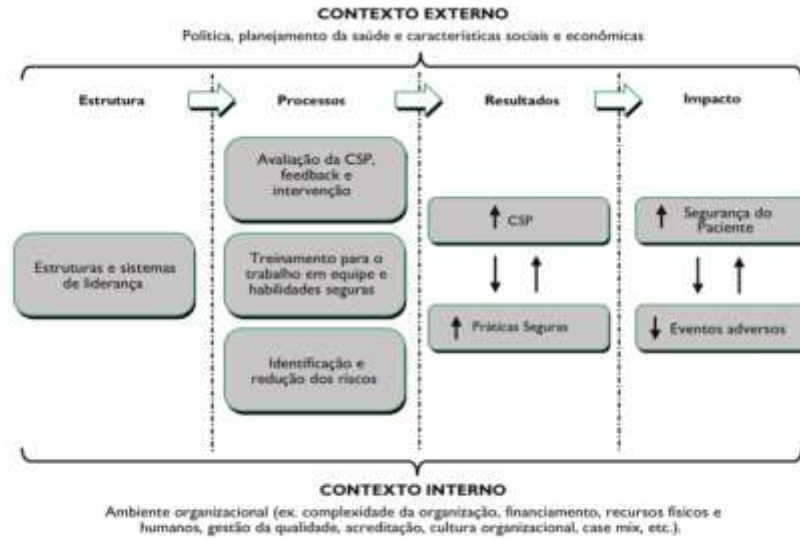 CONTEXTO EXTERNO
Política, planejamento da saúde e características sociais e econômicas
Estrutura
Processos
Resultados
Impacto
Avaliação da CSP,
feedback e
intervenção
CSP
Segurança do
Paciente
Estruturas e sistemas
de liderança
Treinamento para o
trabalho em equipe e
habilidades seguras
Práticas Seguras
Eventos adversos
Identificação e
redução dos riscos
CONTEXTO INTERNO
Ambiente organizacional (ex. complexidade da organização, financiamento, recursos físicos e
humanos, gestão da qualidade, acreditação, cultura organizacional, case mix, etc.).